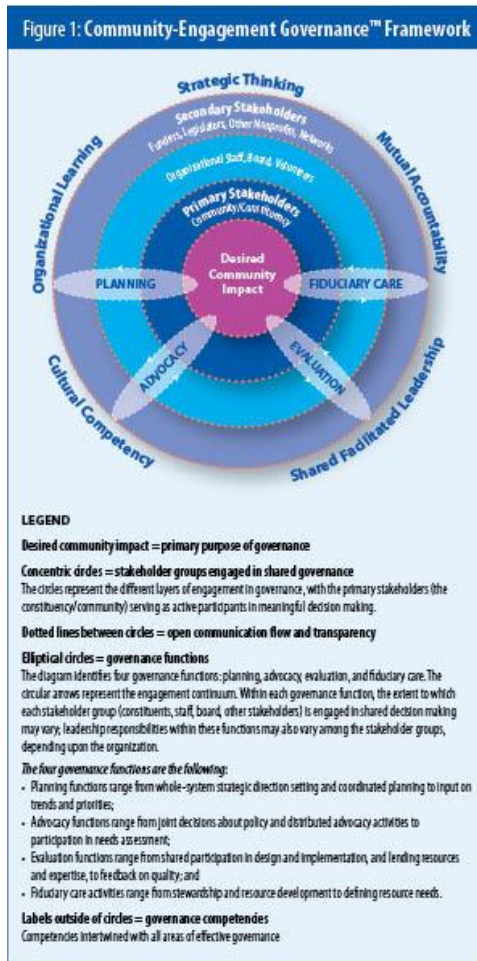 Figure 1: Community-Engagement Governance™ Framework
Strategic Thinking
Organizational Learning
Mutual Accountability
Secondary Stakeholders
Funders, Legislators, Other Nonprofits, Networks
Organizational Staff, Board, Volunteers
Primary Stakeholders
Community/Constituency
Desired
Community
Impact
PLANNING
FIDUCIARY CARE
ADVOCACY
EVALUATION
Cultural Competency
Shared Facilitated Leadership
LEGEND
Desired community impact = primary purpose of governance
Concentric circles = stakeholder groups engaged in shared governance
The circles represent the different layers of engagement in governance, with the primary stakeholders (the
constituency/community) serving as active participants in meaningful decision making.
Dotted lines between circles = open communication flow and transparency
Elliptical circles = governance functions
The diagram identifies four governance functions: planning, advocacy, evaluation, and fiduciary care. The
circular arrows represent the engagement continuum. Within each governance function, the extent to which
each stakeholder group (constituents, staff, board, other stakeholders) is engaged in shared decision making
may vary; leadership responsibilities within these functions may also vary among the stakeholder groups,
depending upon the organization.
The four governance functions are the following:
• Planning functions range from whole-system strategic direction setting and coordinated planning to input on
trends and priorities;
• Advocacy functions range from joint decisions about policy and distributed advocacy activities to
participation in needs assessment;
• Evaluation functions range from shared participation in design and implementation, and lending resources
and expertise, to feedback on quality; and
• Fiduciary care activities range from stewardship and resource development to defining resource needs.
Labels outside of circles = governance competencies
Competencies intertwined with all areas of effective governance